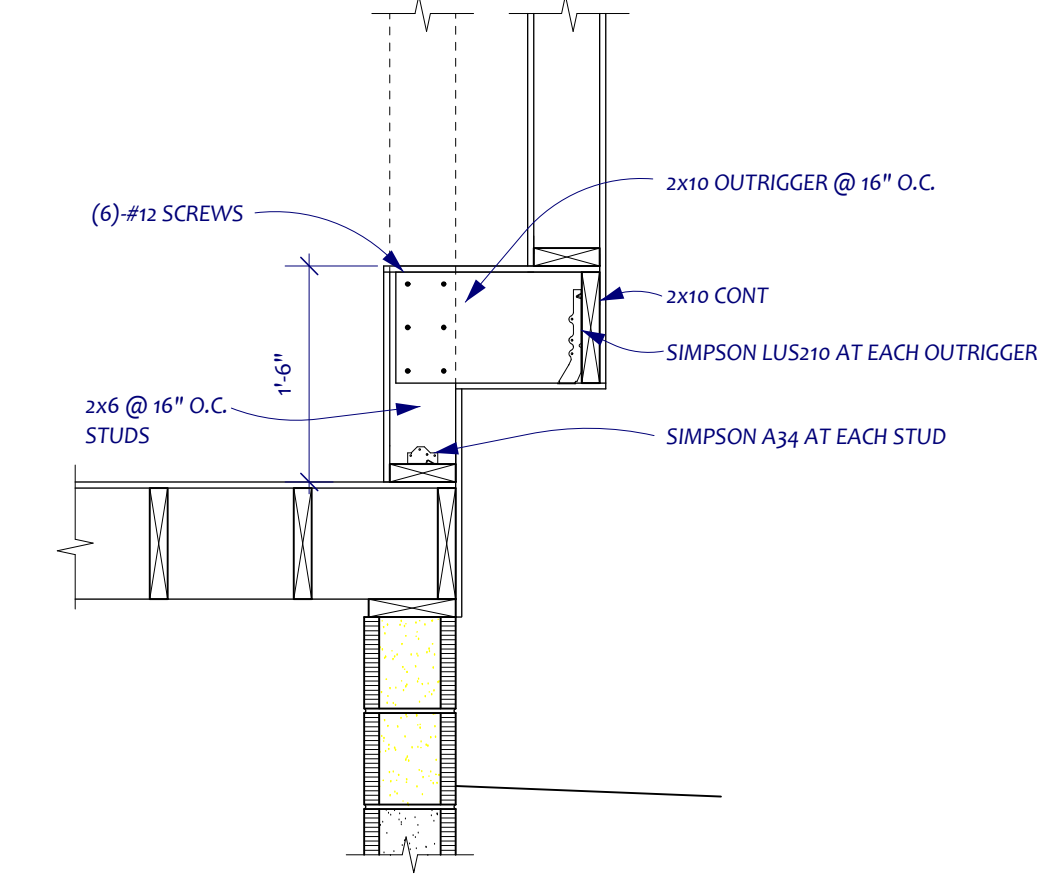 2x10 OUTRIGGER @ 16" O.C.
(6)-#12 SCREWS
2x10 CONT
SIMPSON LUS210 AT EACH OUTRIGGER
1'-6"
2x6 @ 16" O.C.
STUDS
SIMPSON A34 AT EACH STUD